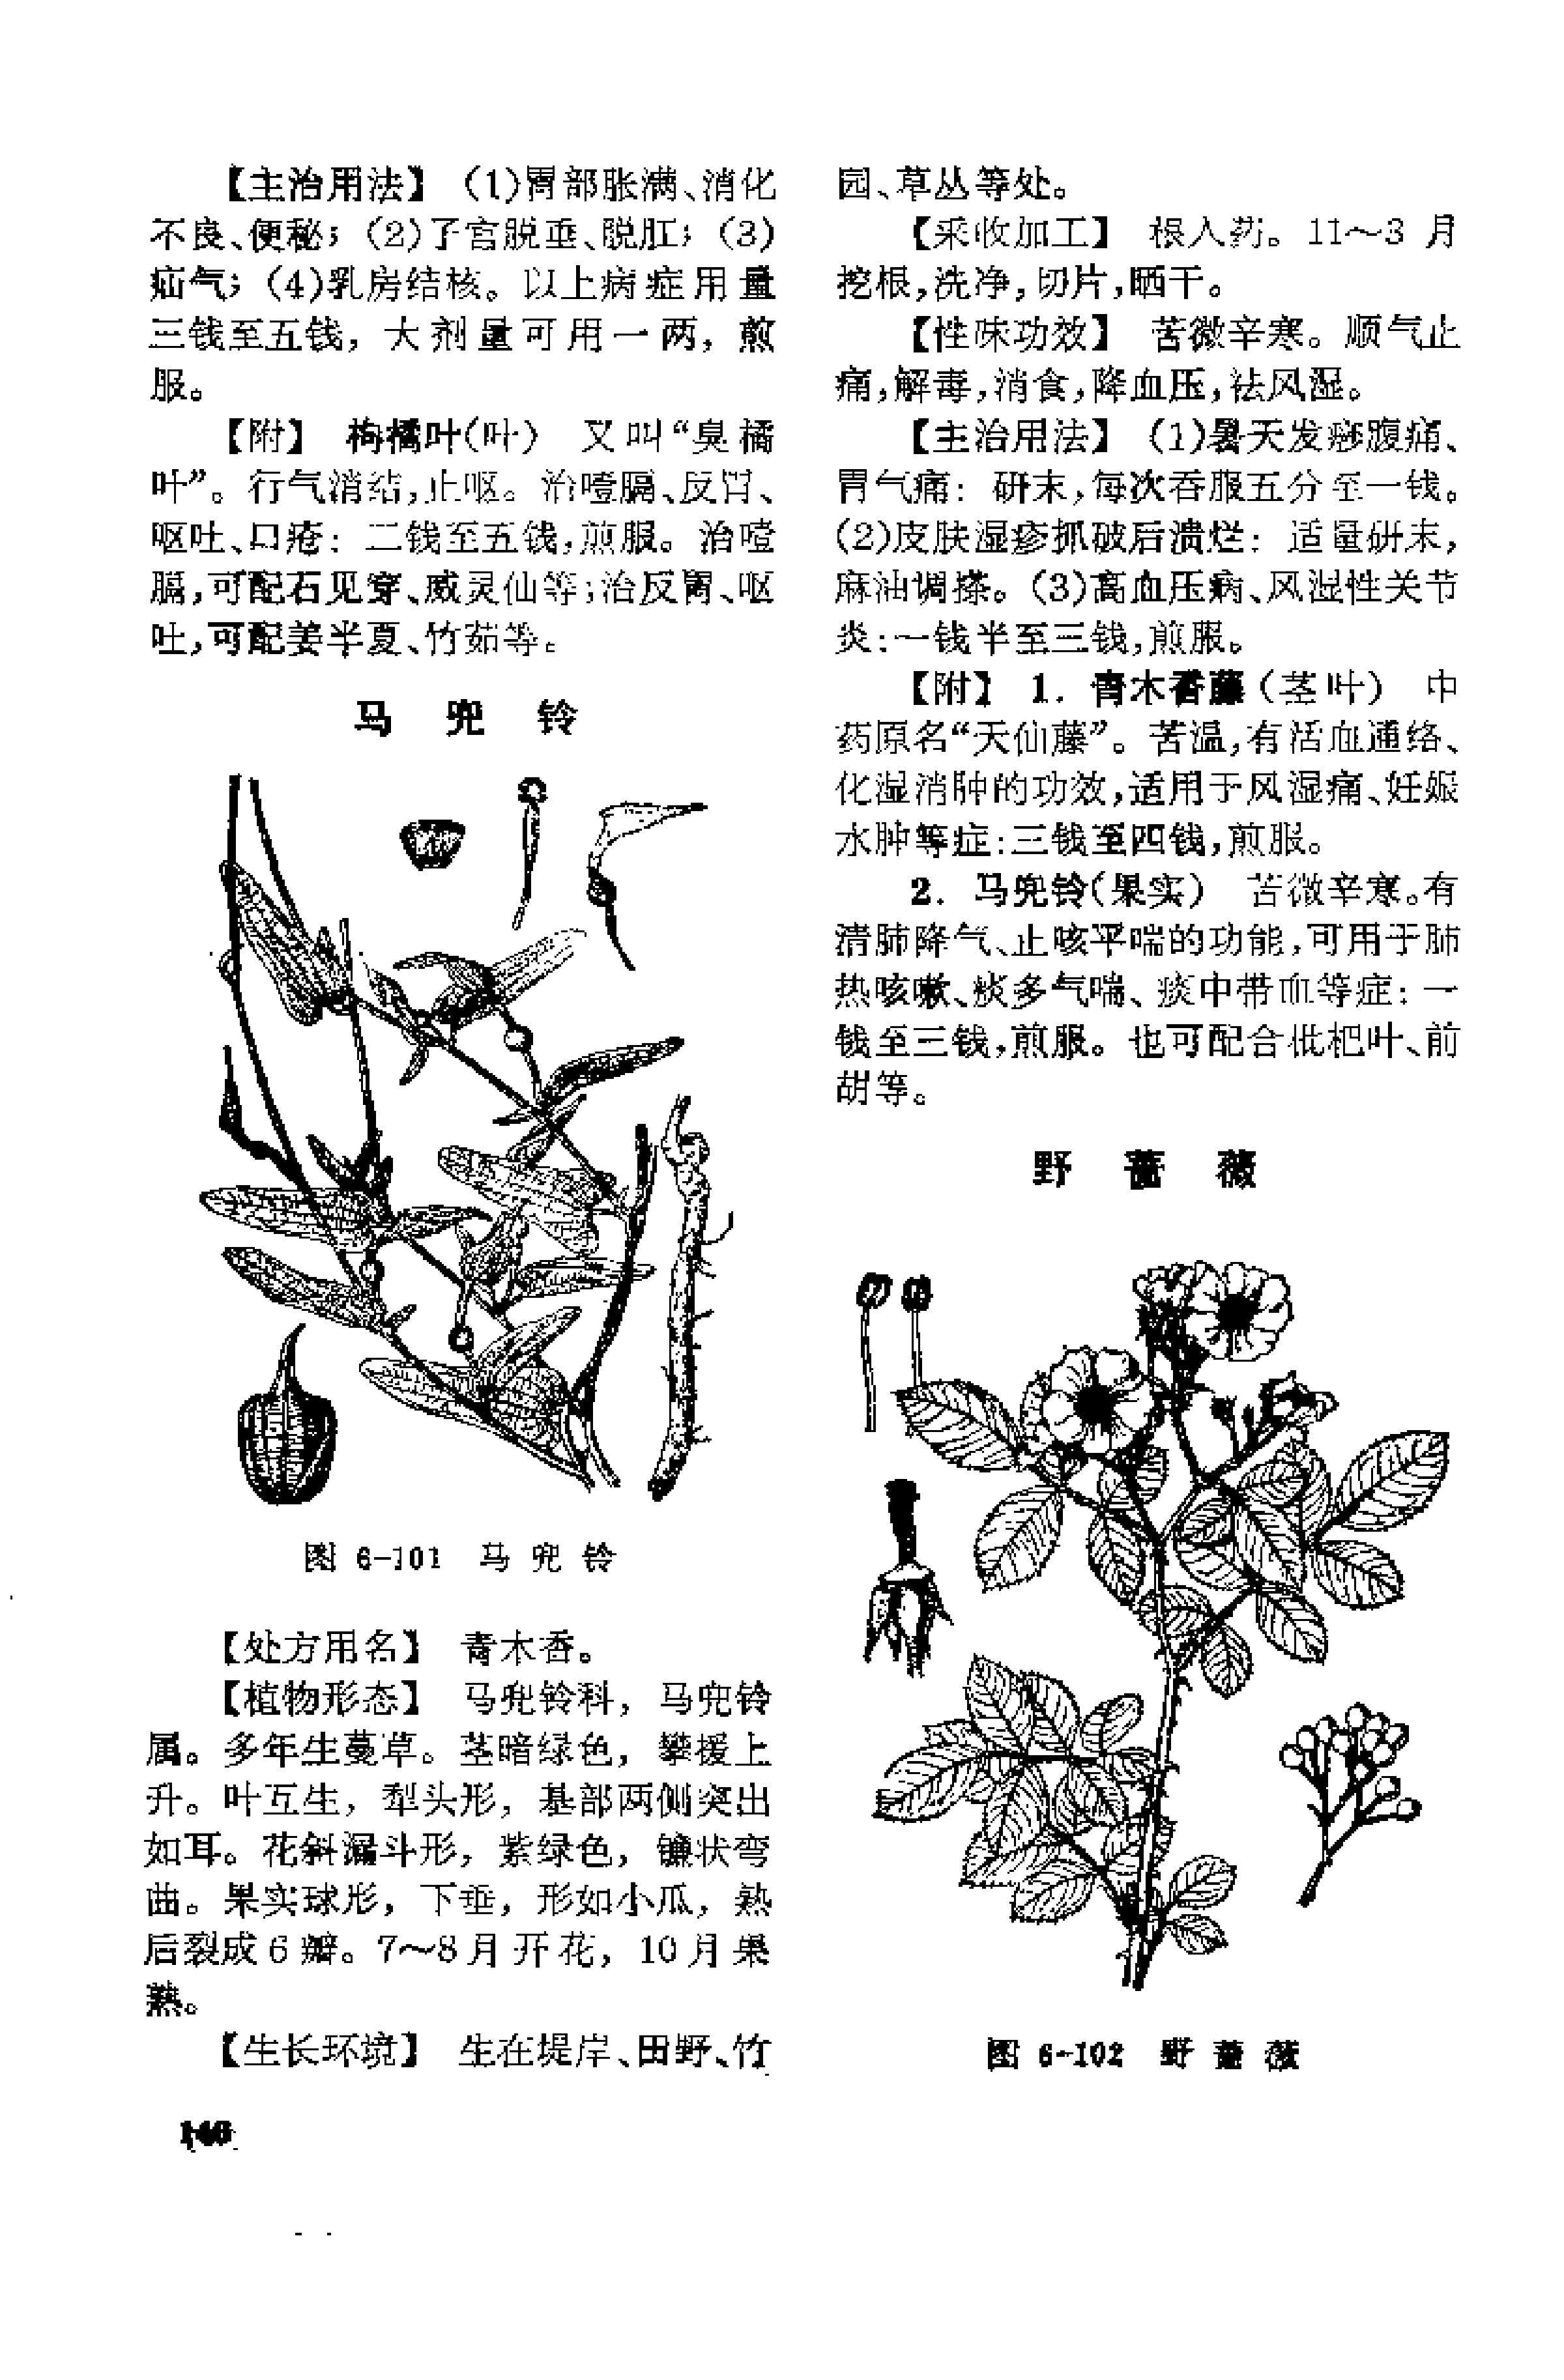 【主治用法】 (1)胃部胀满、消化
不良、便秘；(2)子宫脱垂、脱肛；(3)
疝气；(4)乳房结核。以上病症用量
三钱至五钱，大剂量可用一两，煎
服。
【附】 枸橘叶(叶) 又叫“臭橘
叶”。行气消结，止呕。治噎膈、反胃、
呕吐、口疮：二钱至五钱，煎服。治噎
膈，可配石见穿、威灵仙等；治反胃、呕
吐，可配姜半夏、竹茹等。
马兜铃
图 6-101 马兜铃
【处方用名】 青木香。
【植物形态】 马兜铃科，马兜铃
属。多年生蔓草。茎暗绿色，攀援上
升。叶互生，犁头形，基部两侧突出
如耳。花斜漏斗形，紫绿色，镰状弯
曲。果实球形，下垂，形如小瓜，熟
后裂成6瓣。7～8月开花，10月果
熟。
【生长环境】 生在堤岸、田野、竹
园、草丛等处。
【采收加工】 根入药。11～3月
挖根，洗净，切片，晒干。
【性味功效】 苦微辛寒。顺气止
痛，解毒，消食，降血压，祛风湿。
【主治用法】 (1)暑天发痧腹痛、
胃气痛：研末，每次吞服五分至一钱。
(2)皮肤湿疹抓破后溃烂：适量研末，
麻油调搽。(3)高血压病、风湿性关节
炎：一钱半至三钱，煎服。
【附】 1. 青木香藤(茎叶) 中
药原名“天仙藤”。苦温，有活血通络、
化湿消肿的功效，适用于风湿痛、妊娠
水肿等症：三钱至四钱，煎服。
2. 马兜铃(果实) 苦微辛寒。有
清肺降气、止咳平喘的功能，可用于肺
热咳嗽、痰多气喘、痰中带血等症：一
钱至三钱，煎服。也可配合枇杷叶、前
胡等。
野蔷薇
图 6-102 野蔷薇